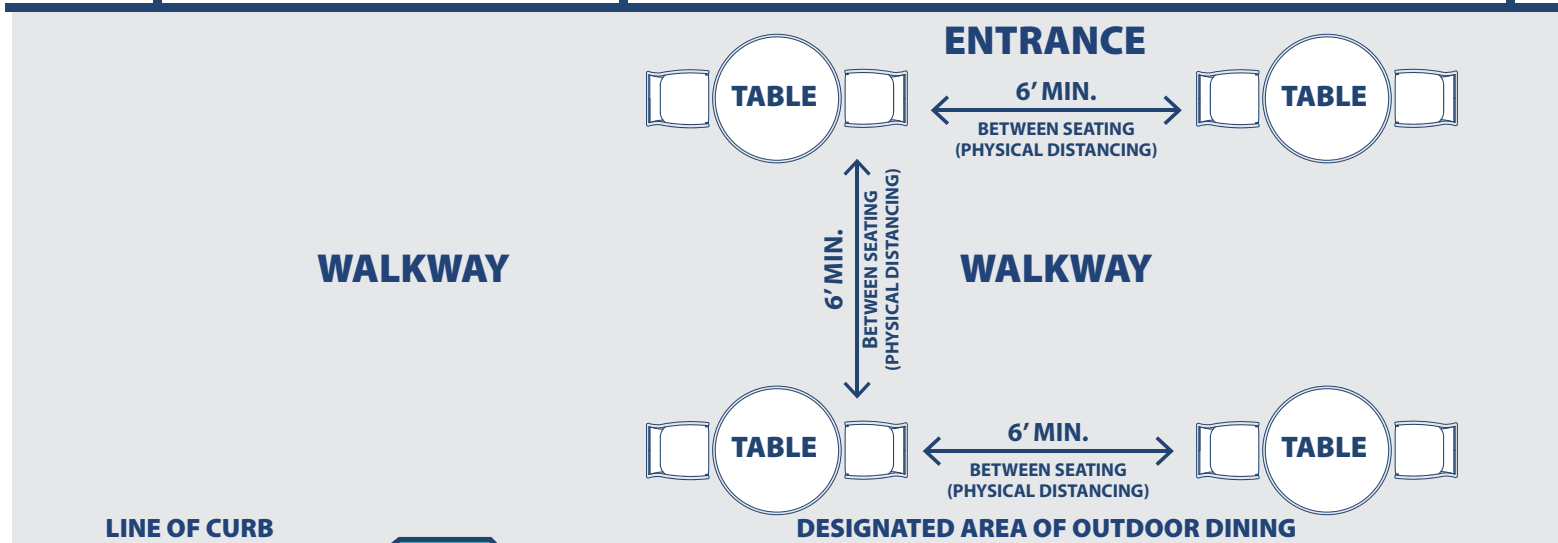 ENTRANCE
TABLE
6’ MIN.
BETWEEN SEATING
(PHYSICAL DISTANCING)
TABLE
6’ MIN.
BETWEEN SEATING
(PHYSICAL DISTANCING)
WALKWAY
WALKWAY
TABLE
6’ MIN.
BETWEEN SEATING
(PHYSICAL DISTANCING)
TABLE
LINE OF CURB
DESIGNATED AREA OF OUTDOOR DINING